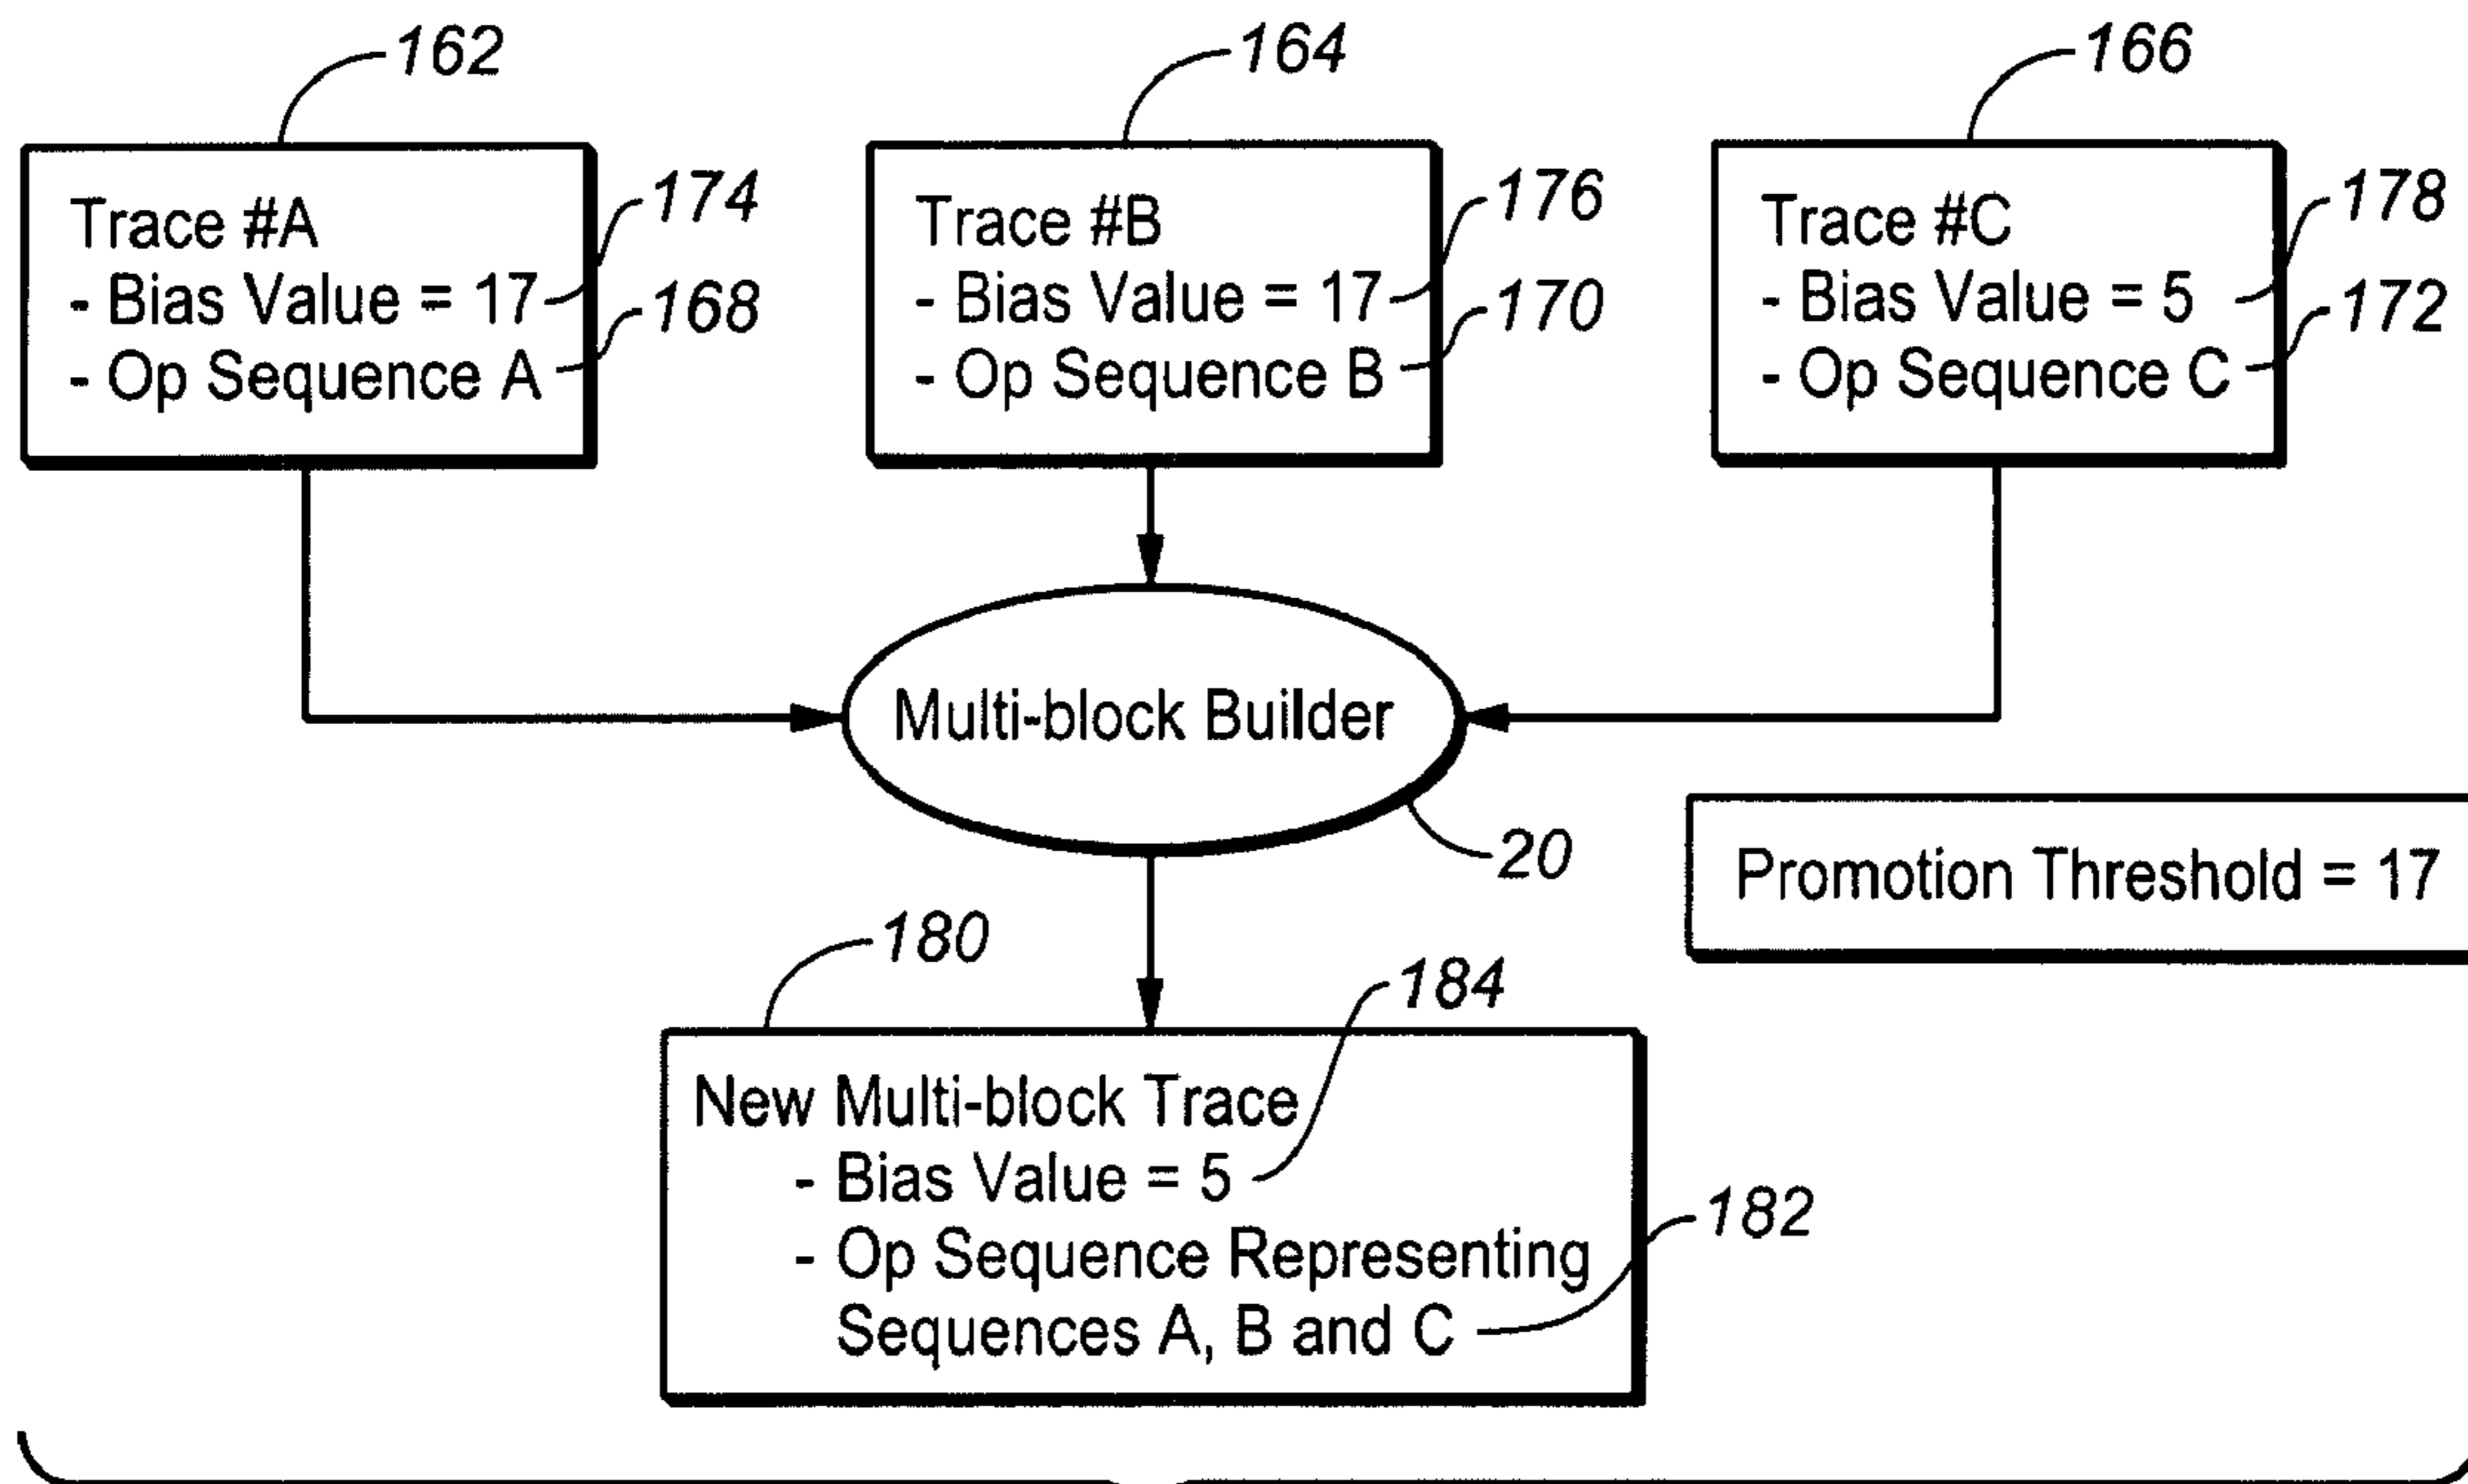 162
164
166
Trace #A
- Bias Value = 17
- Op Sequence A
174
168
Trace #B
- Bias Value = 17
- Op Sequence B
176
170
Trace #C
- Bias Value = 5
- Op Sequence C
178
172
Multi-block Builder
20
Promotion Threshold = 17
180
184
New Multi-block Trace
- Bias Value = 5
- Op Sequence Representing
Sequences A, B and C
182